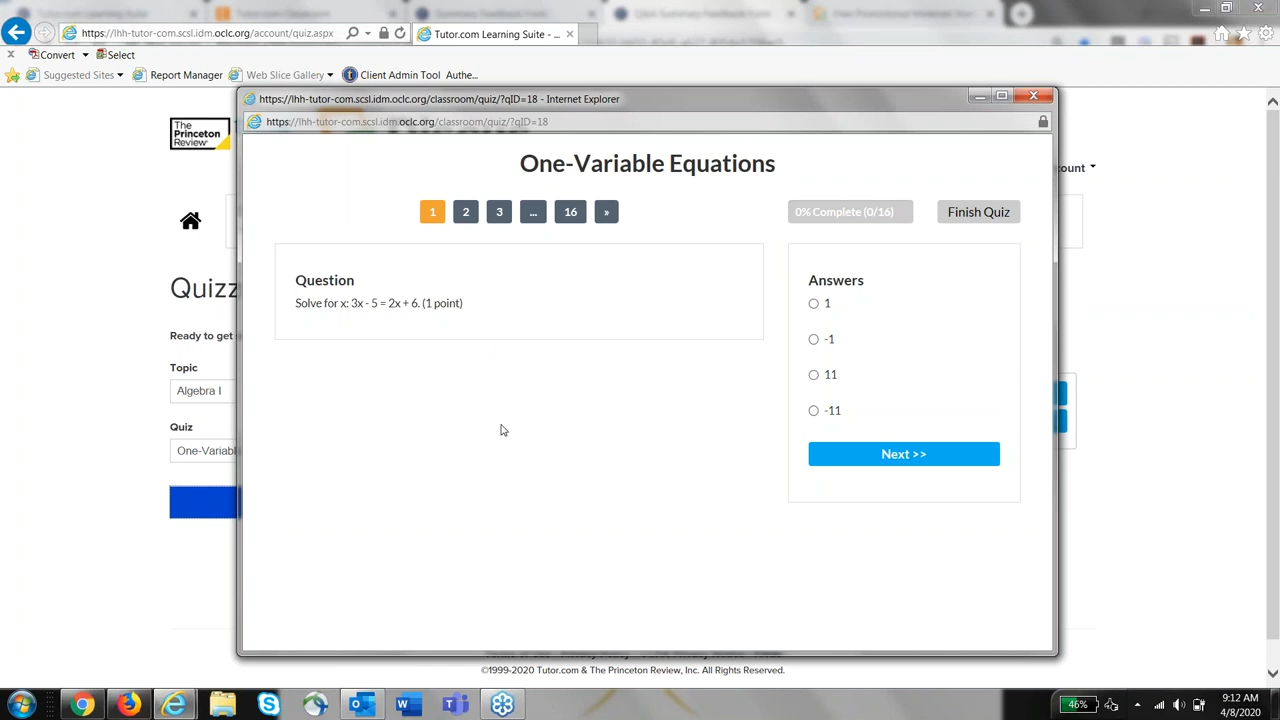 https://lhh-tutor-com.scsl.idm.oclc.org/account/quiz.aspx
Tutor.com Learning Suite - ...
x Convert Select
Suggested Sites Report Manager Web Slice Gallery Client Admin Tool Authe...
https://lhh-tutor-com.scsl.idm.oclc.org/classroom/quiz/?qID=18 - Internet Explorer
https://lhh-tutor-com.scsl.idm.oclc.org/classroom/quiz/?qID=18
The
Princeton
Review
ount
One-Variable Equations
1 2 3 ... 16 » 0% Complete (0/16) Finish Quiz
Question
Solve for x: 3x - 5 = 2x + 6. (1 point)
Answers
1
-1
11
-11
Next >>
Quizz
Ready to get
Topic
Algebra I
Quiz
One-Variabl
©1999-2020 Tutor.com & The Princeton Review, Inc. All Rights Reserved.
46%
9:12 AM
4/8/2020